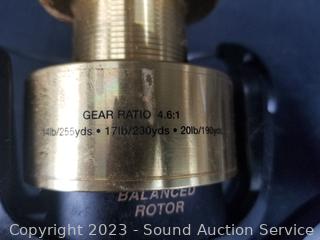 GEAR RATIO 4.6:1
14lb/255yds • 17lb/230yds • 20lb/190yds
BALANCED
ROTOR
Copyright 2023 - Sound Auction Service